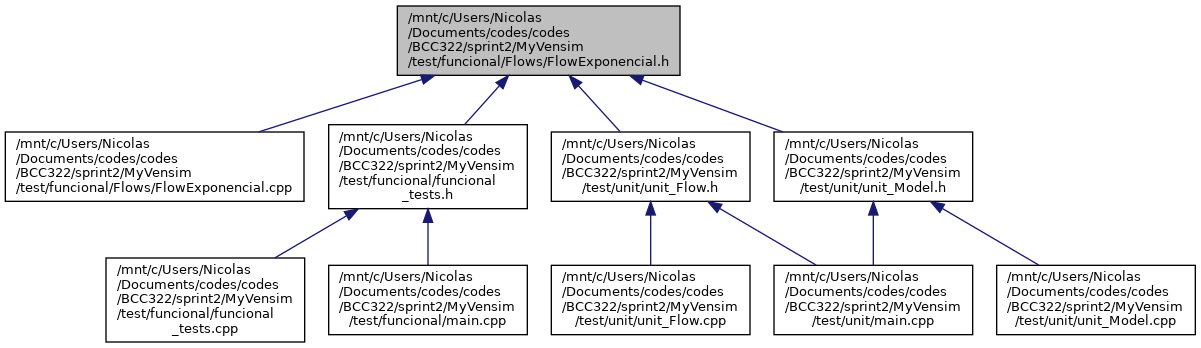 /mnt/c/Users/Nicolas
/Documents/codes/codes
/BCC322/sprint2/MyVensim
/test/funcional/Flows/FlowExponencial.h
/mnt/c/Users/Nicolas
/Documents/codes/codes
/BCC322/sprint2/MyVensim
/test/funcional/Flows/FlowExponencial.cpp
/mnt/c/Users/Nicolas
/Documents/codes/codes
/BCC322/sprint2/MyVensim
/test/funcional/funcional
_tests.h
/mnt/c/Users/Nicolas
/Documents/codes/codes
/BCC322/sprint2/MyVensim
/test/unit/unit_Flow.h
/mnt/c/Users/Nicolas
/Documents/codes/codes
/BCC322/sprint2/MyVensim
/test/unit/unit_Model.h
/mnt/c/Users/Nicolas
/Documents/codes/codes
/BCC322/sprint2/MyVensim
/test/funcional/funcional
_tests.cpp
/mnt/c/Users/Nicolas
/Documents/codes/codes
/BCC322/sprint2/MyVensim
/test/funcional/main.cpp
/mnt/c/Users/Nicolas
/Documents/codes/codes
/BCC322/sprint2/MyVensim
/test/unit/unit_Flow.cpp
/mnt/c/Users/Nicolas
/Documents/codes/codes
/BCC322/sprint2/MyVensim
/test/unit/main.cpp
/mnt/c/Users/Nicolas
/Documents/codes/codes
/BCC322/sprint2/MyVensim
/test/unit/unit_Model.cpp